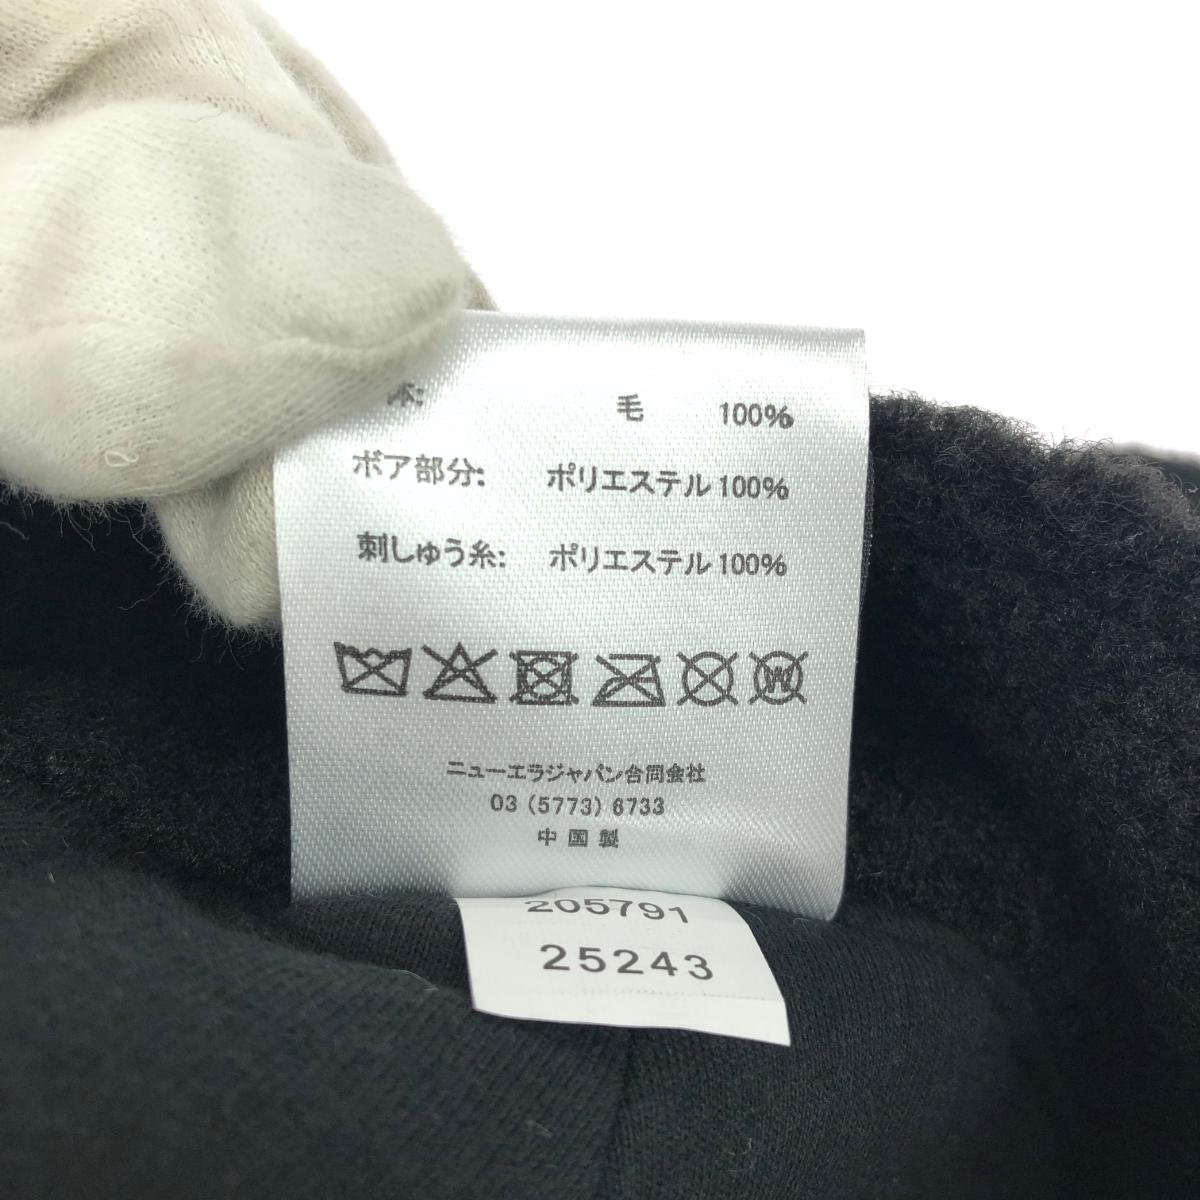 本: 毛 100%
ボア部分: ポリエステル 100%
刺しゅう糸: ポリエステル 100%
W
ニューエラジャパン合同会社
03 (5773) 6733
中国製
205791
25243